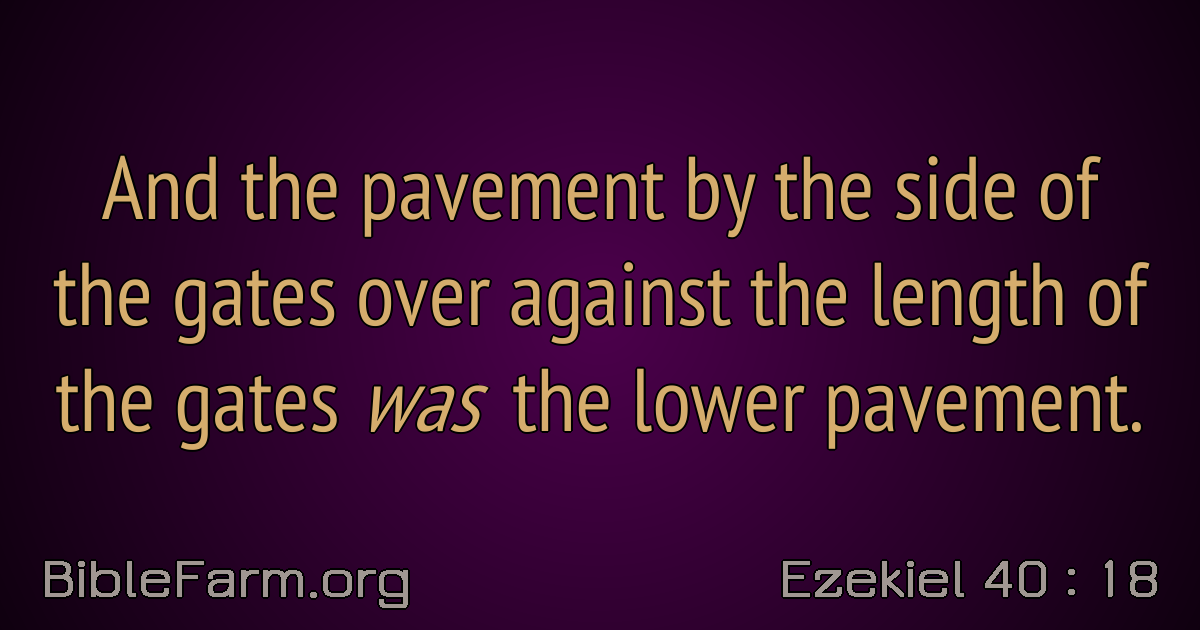 And the pavement by the side of
the gates over against the length of
the gates was the lower pavement.
BibleFarm.org
Ezekiel 40 : 18